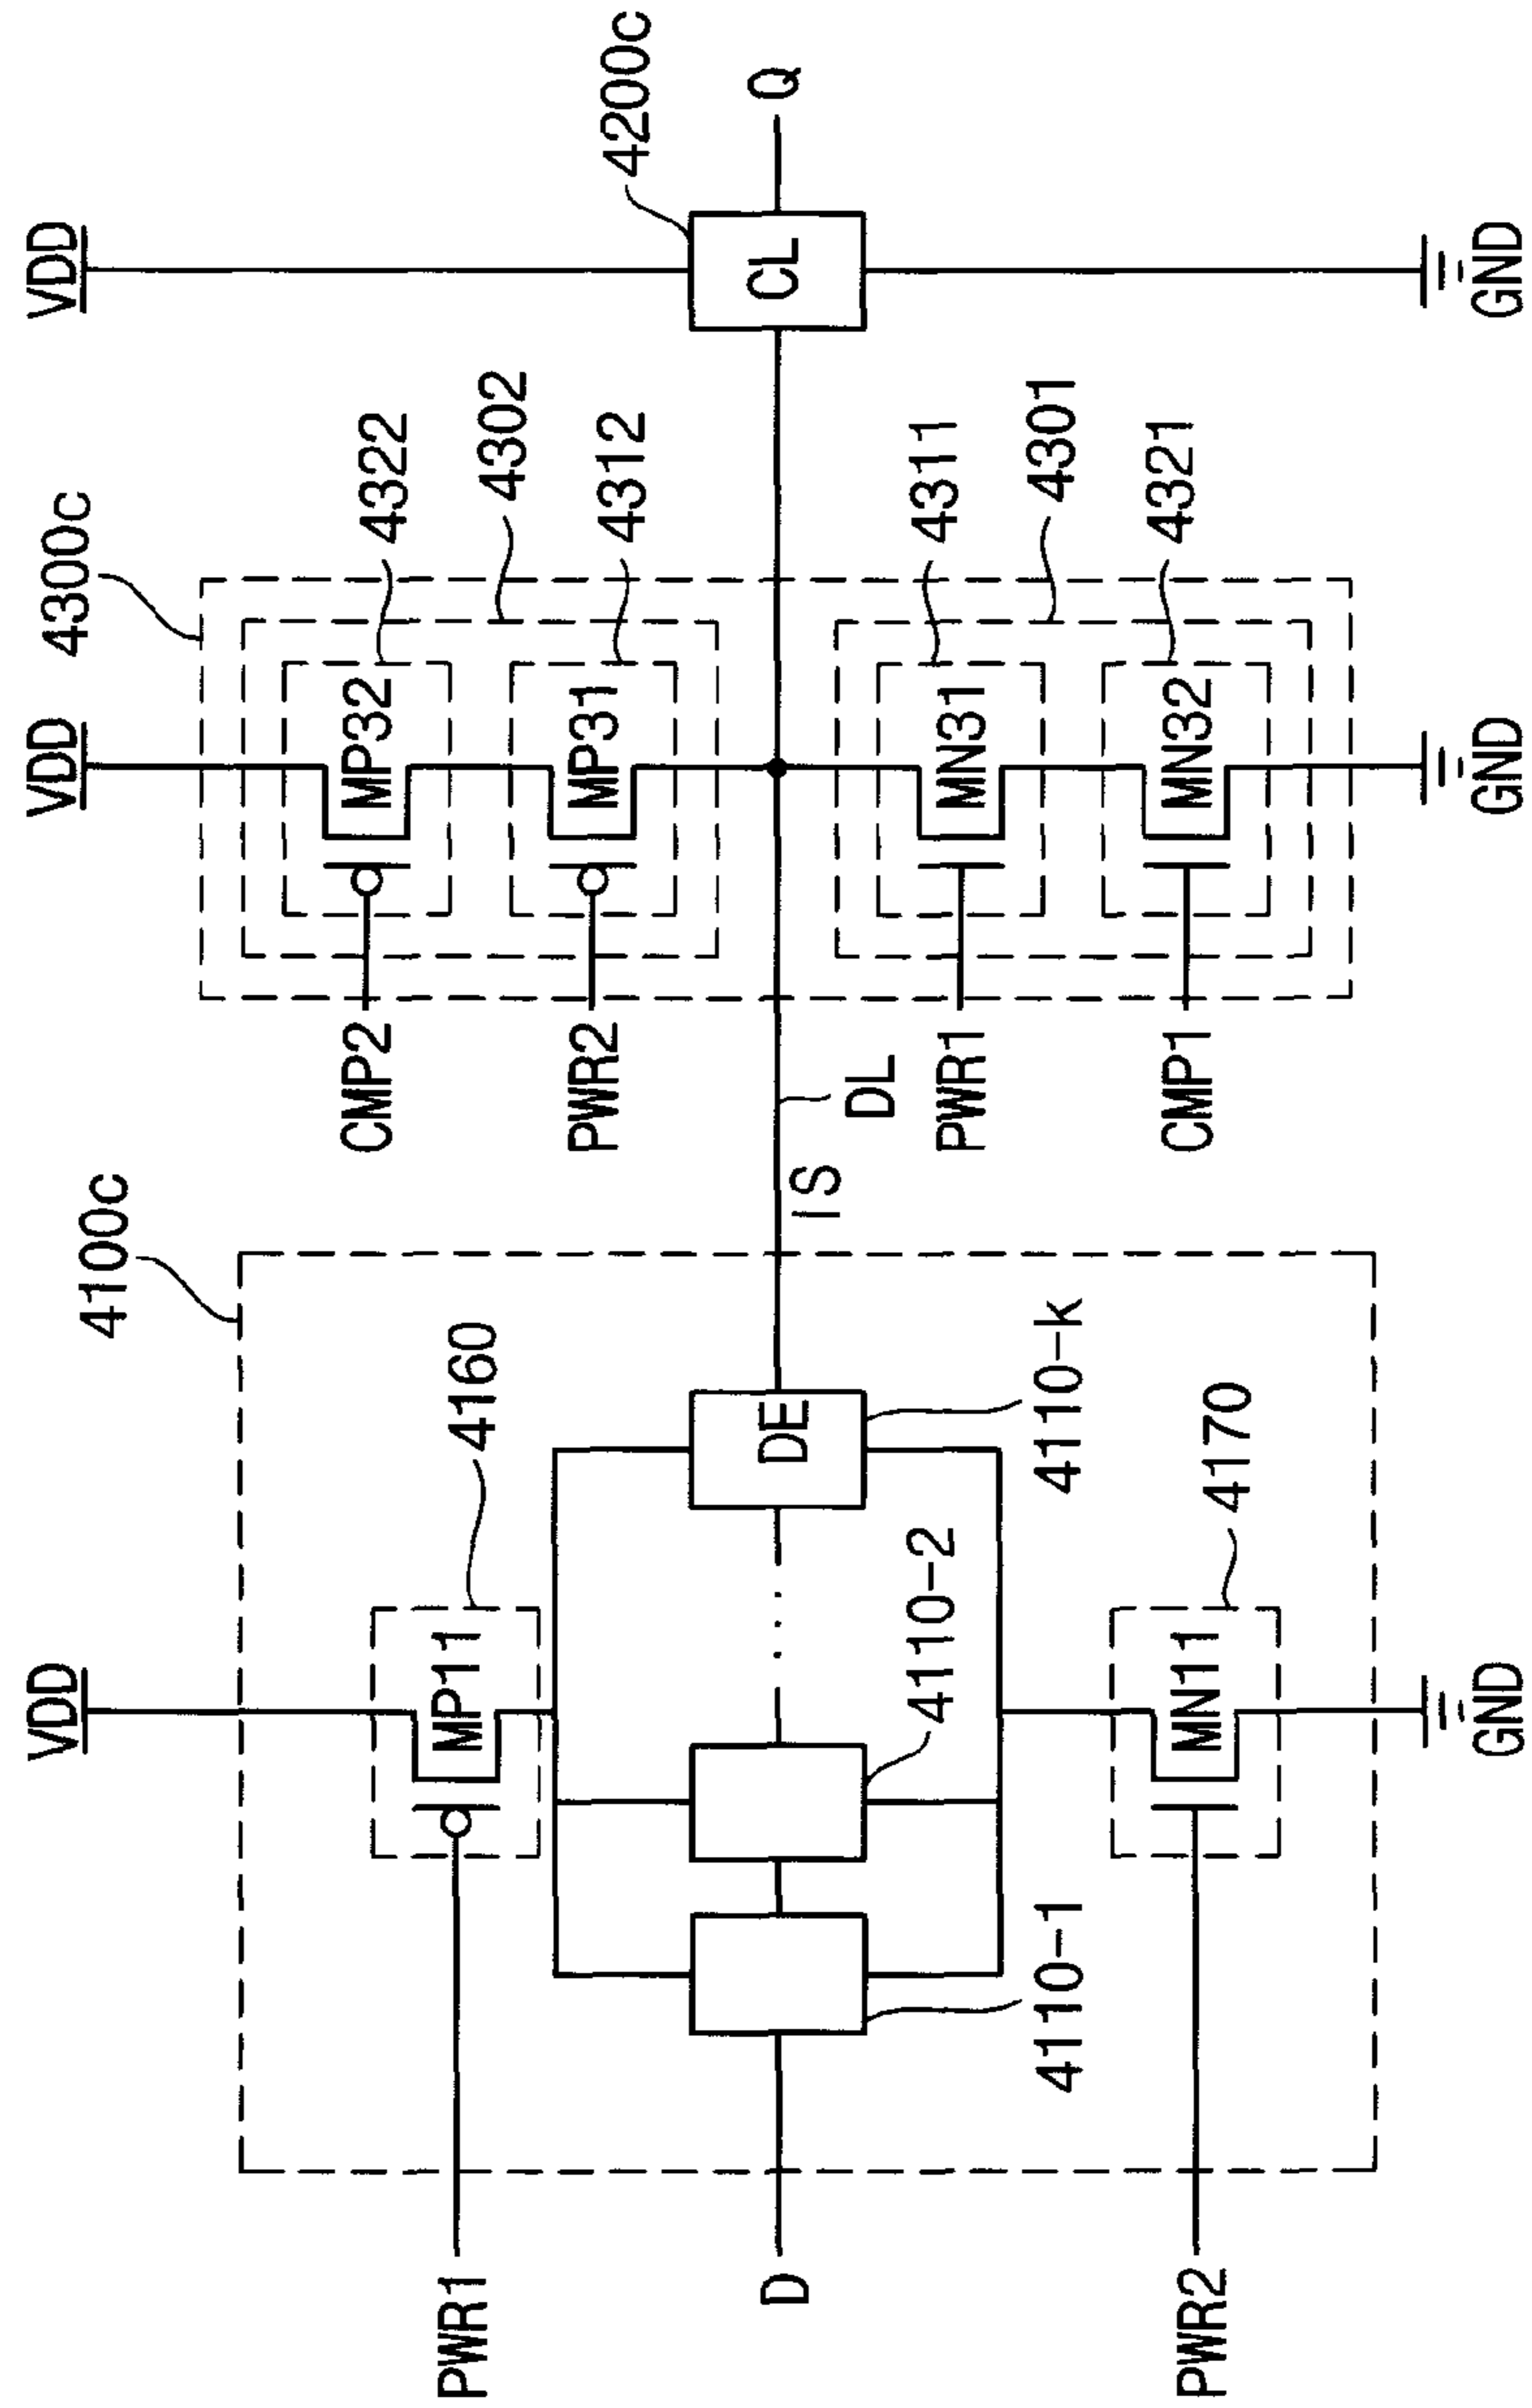 VDD
VDD
VDD
4300c
4100c
4200c
4160
MP11
PWR1
CMP2
MP32
4322
4302
PWR2
MP31
4312
D
4110-1
4110-2
DE
4110-k
IS
DL
CL
Q
PWR1
MN31
4311
4301
CMP1
MN32
4321
PWR2
MN11
4170
GND
GND
GND